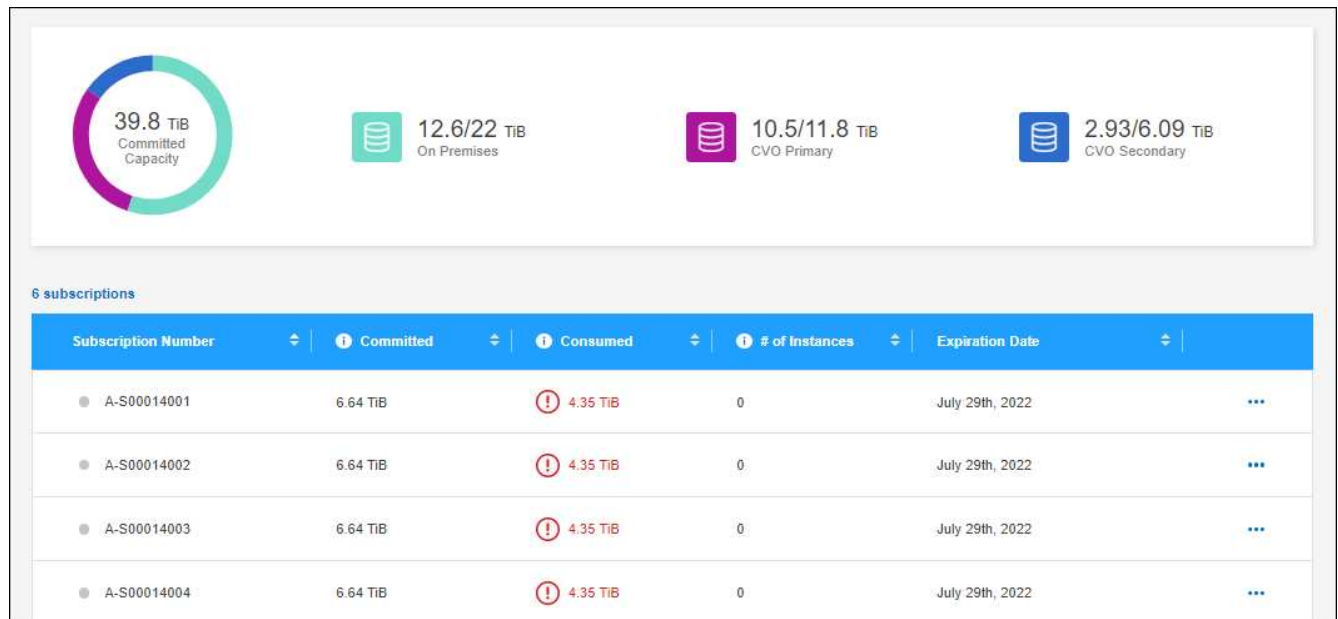 39.8 TiB
Committed
Capacity
12.6/22 TiB
On Premises
10.5/11.8 TiB
CVO Primary
2.93/6.09 TiB
CVO Secondary
6 subscriptions
Subscription Number Committed Consumed # of Instances Expiration Date
A-S00014001 6.64 TiB 4.35 TiB 0 July 29th, 2022
A-S00014002 6.64 TiB 4.35 TiB 0 July 29th, 2022
A-S00014003 6.64 TiB 4.35 TiB 0 July 29th, 2022
A-S00014004 6.64 TiB 4.35 TiB 0 July 29th, 2022